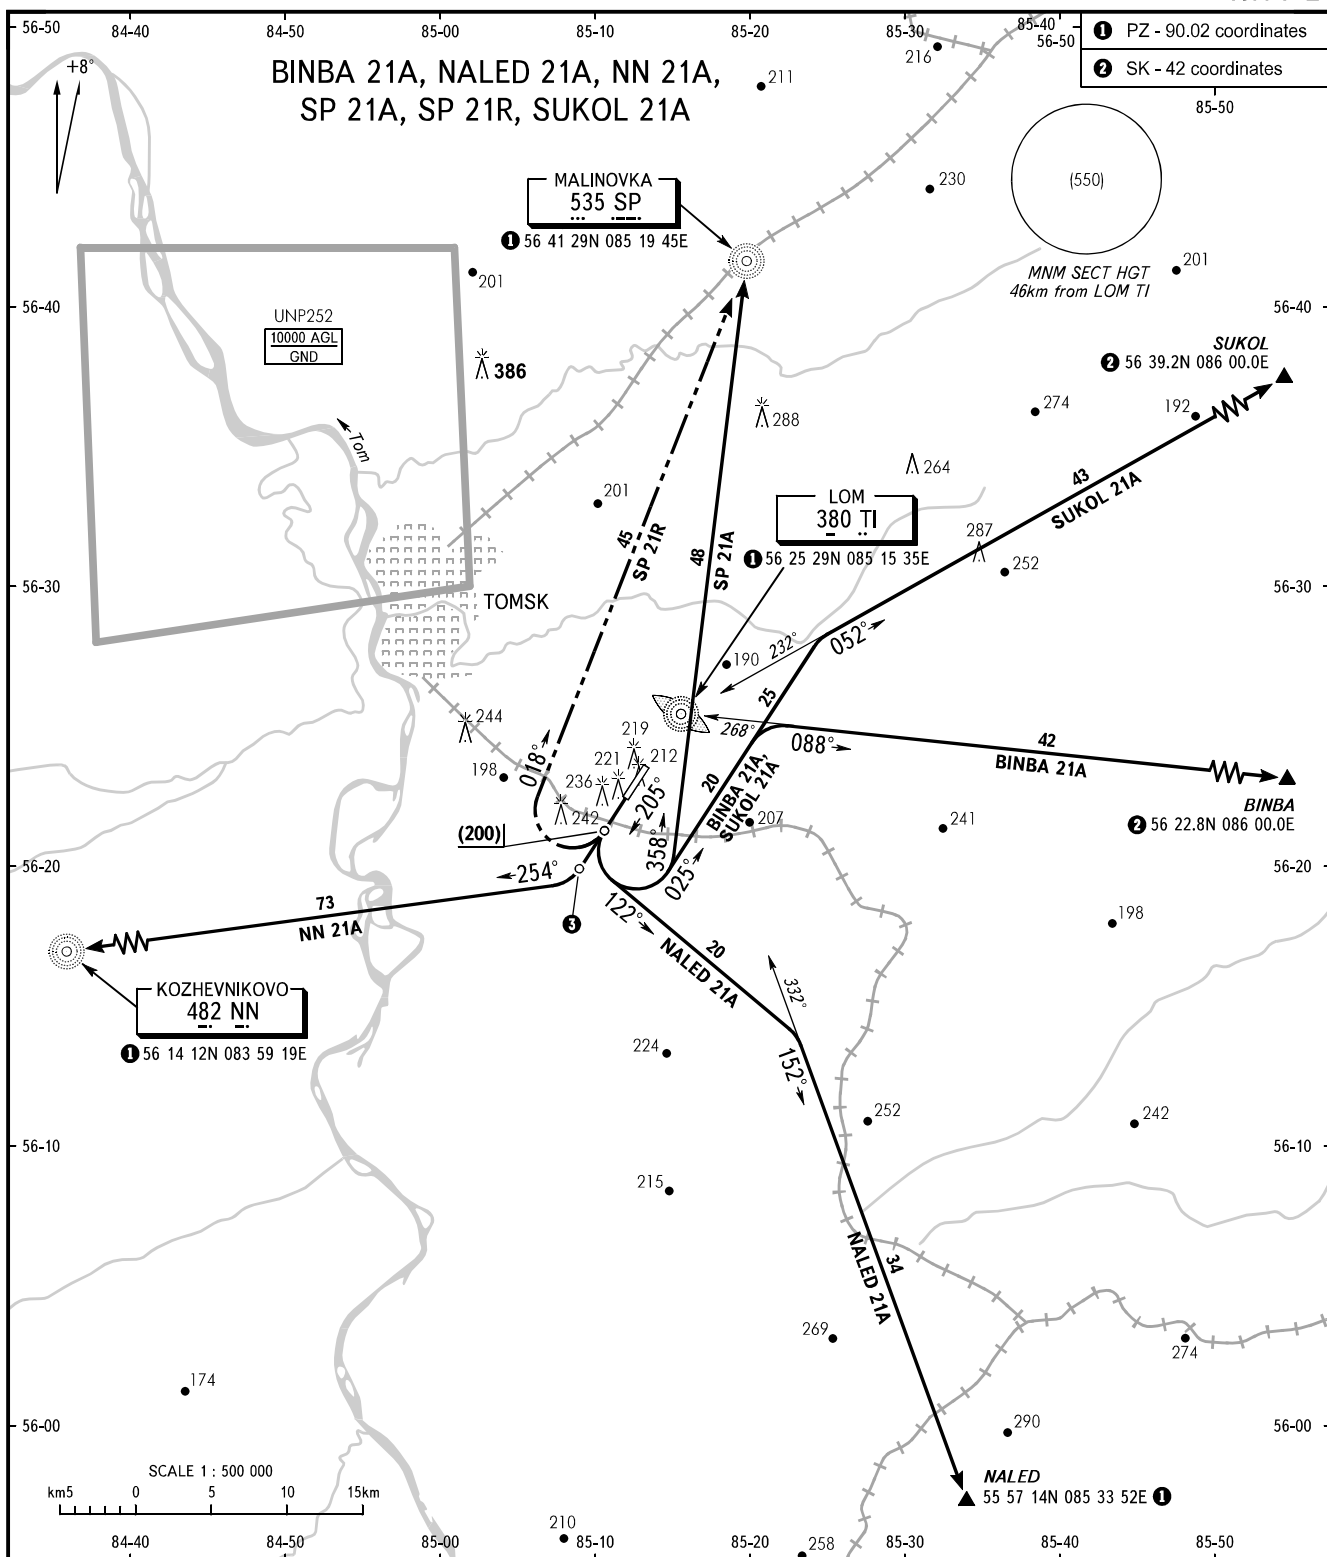 56-50
84-40
84-50
85-00
85-10
85-20
85-30
85-40
56-50
❶ PZ - 90.02 coordinates
❷ SK - 42 coordinates
85-50
+8°
BINBA 21A, NALED 21A, NN 21A,
SP 21A, SP 21R, SUKOL 21A
211
216
230
(550)
MNM SECT HGT
46km from LOM TI
201
MALINOVKA
535 SP
❶ 56 41 29N 085 19 45E
201
56-40
56-40
UNP252
10000 AGL
GND
386
SUKOL
❷ 56 39.2N 086 00.0E
288
274
192
Tom
264
43
SUKOL 21A
201
LOM
380 TI
❶ 56 25 29N 085 15 35E
287
252
45
SP 21R
48
SP 21A
56-30
56-30
TOMSK
190
232°
052°
25
268°
088°
42
BINBA 21A
BINBA
❷ 56 22.8N 086 00.0E
244
219
212
221
236
242
198
018°
205°
20
BINBA 21A,
SUKOL 21A
207
241
(200)
358°
025°
56-20
56-20
254°
❸
122°
73
NN 21A
20
NALED 21A
198
332°
KOZHEVNIKOVO
482 NN
❶ 56 14 12N 083 59 19E
224
152°
252
242
56-10
56-10
215
34
NALED 21A
269
274
174
56-00
56-00
290
SCALE 1 : 500 000
km5 0 5 10 15km
NALED
55 57 14N 085 33 52E ❶
210
258
84-40
84-50
85-00
85-10
85-20
85-30
85-40
85-50